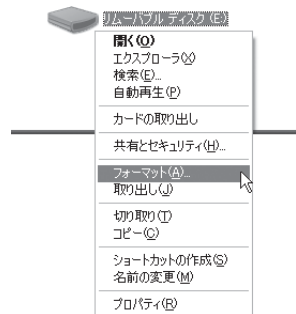 リムーバブル ディスク (E:)
開く(O)
エクスプローラ(X)
検索(E)...
自動再生(P)
カードの取り出し
共有とセキュリティ(H)...
フォーマット(A)...
取り出し(J)
切り取り(T)
コピー(C)
ショートカットの作成(S)
名前の変更(M)
プロパティ(R)